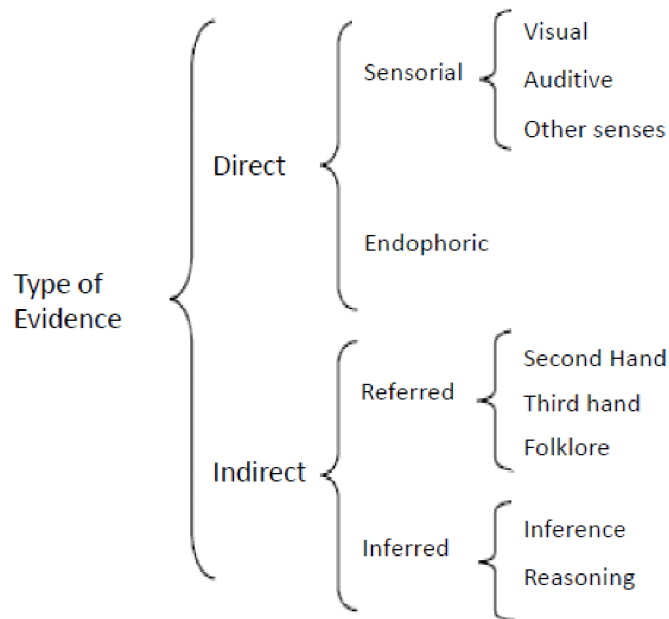 Visual
Sensorial
Auditive
Other senses
Direct
Endophoric
Type of
Evidence
Second Hand
Referred
Third hand
Folklore
Indirect
Inference
Inferred
Reasoning